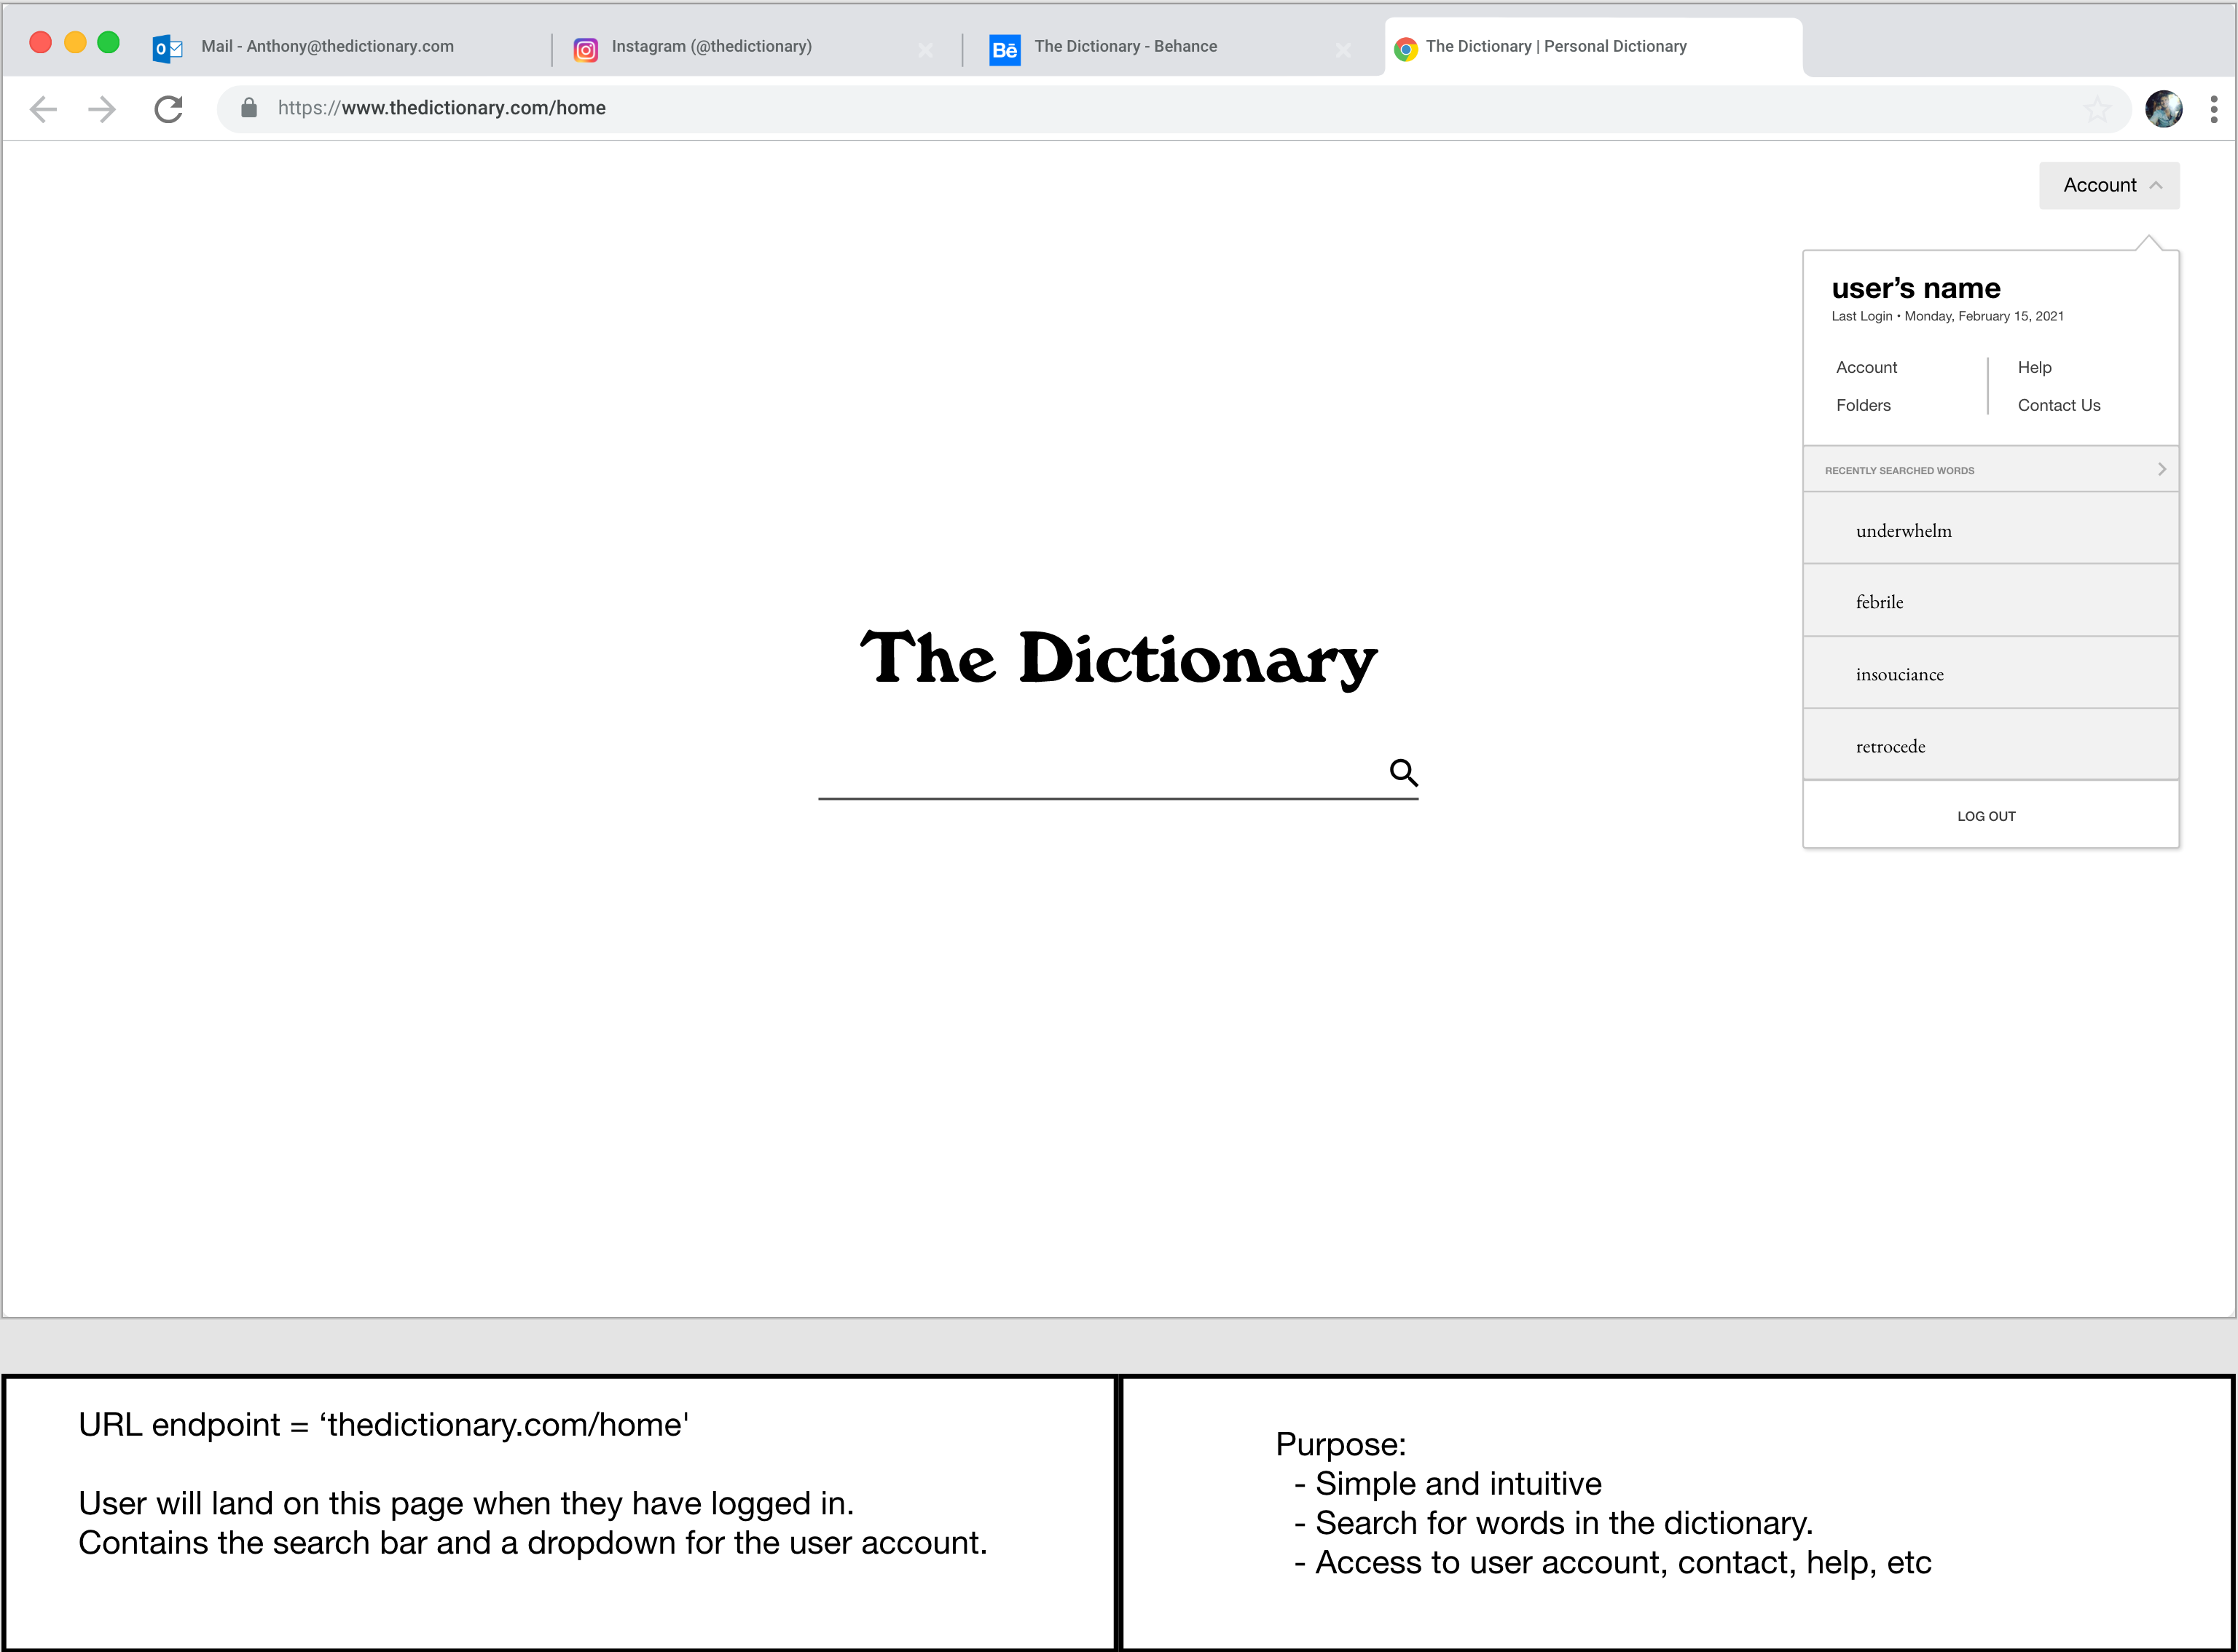 Mail - Anthony@thedictionary.com
Instagram (@thedictionary)
Bē The Dictionary - Behance
The Dictionary | Personal Dictionary
https://www.thedictionary.com/home
Account
user’s name
Last Login • Monday, February 15, 2021
Account
Folders
Help
Contact Us
RECENTLY SEARCHED WORDS
underwhelm
febrile
insouciance
retrocede
LOG OUT
The Dictionary
URL endpoint = ‘thedictionary.com/home'
User will land on this page when they have logged in.
Contains the search bar and a dropdown for the user account.
Purpose:
- Simple and intuitive
- Search for words in the dictionary.
- Access to user account, contact, help, etc